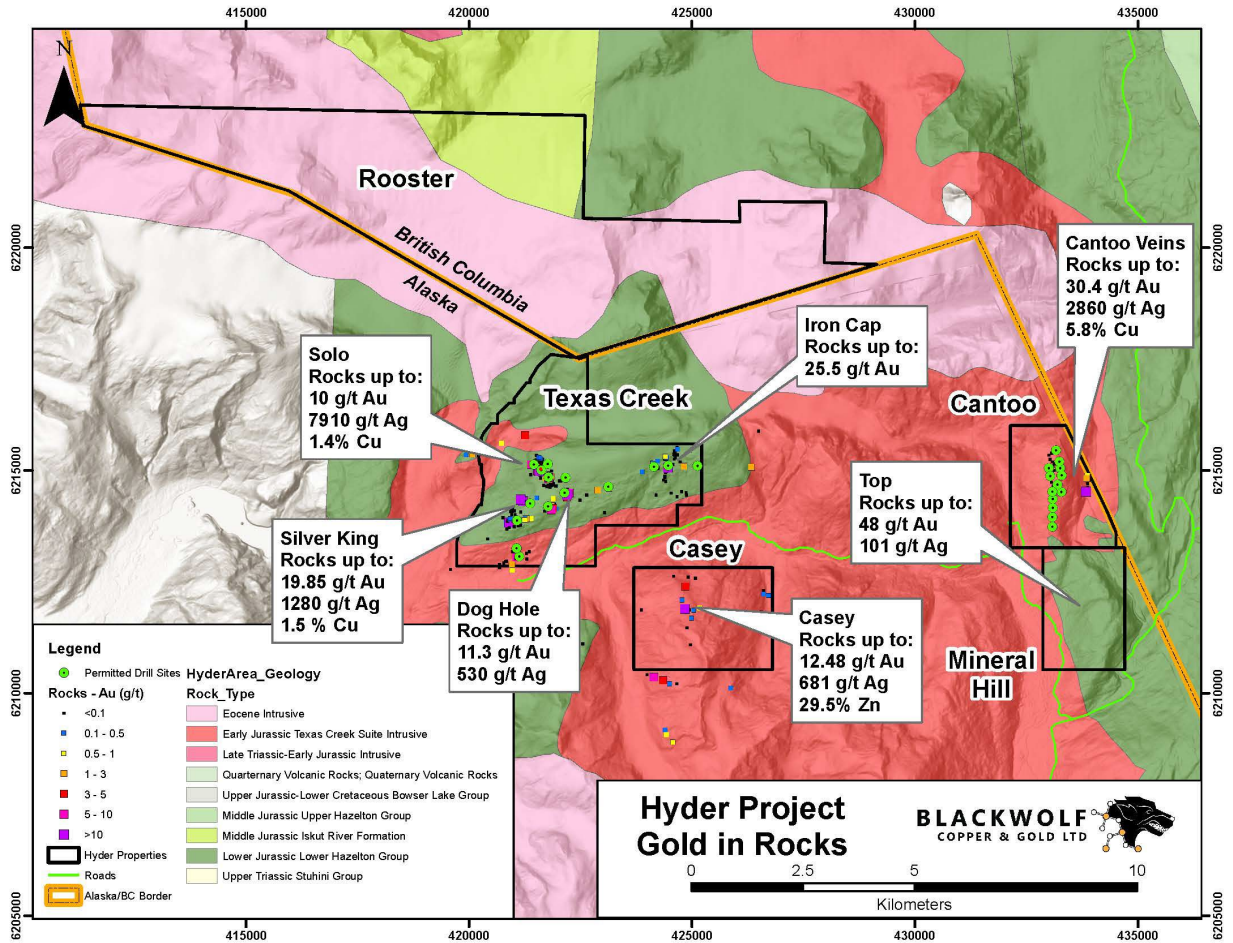 415000
420000
425000
430000
435000
N
6220000
6220000
Rooster
British Columbia
Alaska
Cantoo Veins
Rocks up to:
30.4 g/t Au
2860 g/t Ag
5.8% Cu
Iron Cap
Rocks up to:
25.5 g/t Au
Solo
Rocks up to:
10 g/t Au
7910 g/t Ag
1.4% Cu
Texas Creek
Cantoo
6215000
6215000
Top
Rocks up to:
48 g/t Au
101 g/t Ag
Silver King
Rocks up to:
19.85 g/t Au
1280 g/t Ag
1.5 % Cu
Casey
Dog Hole
Rocks up to:
11.3 g/t Au
530 g/t Ag
Casey
Rocks up to:
12.48 g/t Au
681 g/t Ag
29.5% Zn
Mineral
Hill
6210000
6210000
Legend
Permitted Drill Sites
Rocks - Au (g/t)
<0.1
0.1 - 0.5
0.5 - 1
1 - 3
3 - 5
5 - 10
>10
Hyder Properties
Roads
Alaska/BC Border
HyderArea_Geology
Rock_Type
Eocene Intrusive
Early Jurassic Texas Creek Suite Intrusive
Late Triassic-Early Jurassic Intrusive
Quaternary Volcanic Rocks; Quaternary Volcanic Rocks
Upper Jurassic-Lower Cretaceous Bowser Lake Group
Middle Jurassic Upper Hazelton Group
Middle Jurassic Iskut River Formation
Lower Jurassic Lower Hazelton Group
Upper Triassic Stuhini Group
Hyder Project
Gold in Rocks
BLACKWOLF
COPPER & GOLD LTD
0
2.5
5
10
Kilometers
6205000
6205000
415000
420000
425000
430000
435000